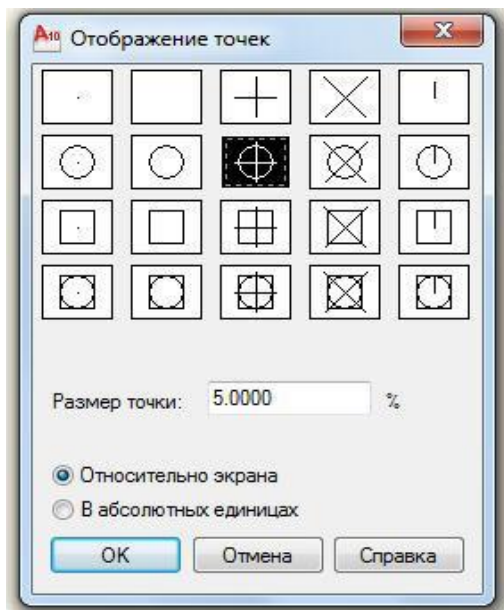 A10 Отображение точек
Размер точки: 5.0000 %
Относительно экрана
В абсолютных единицах
OK Отмена Справка